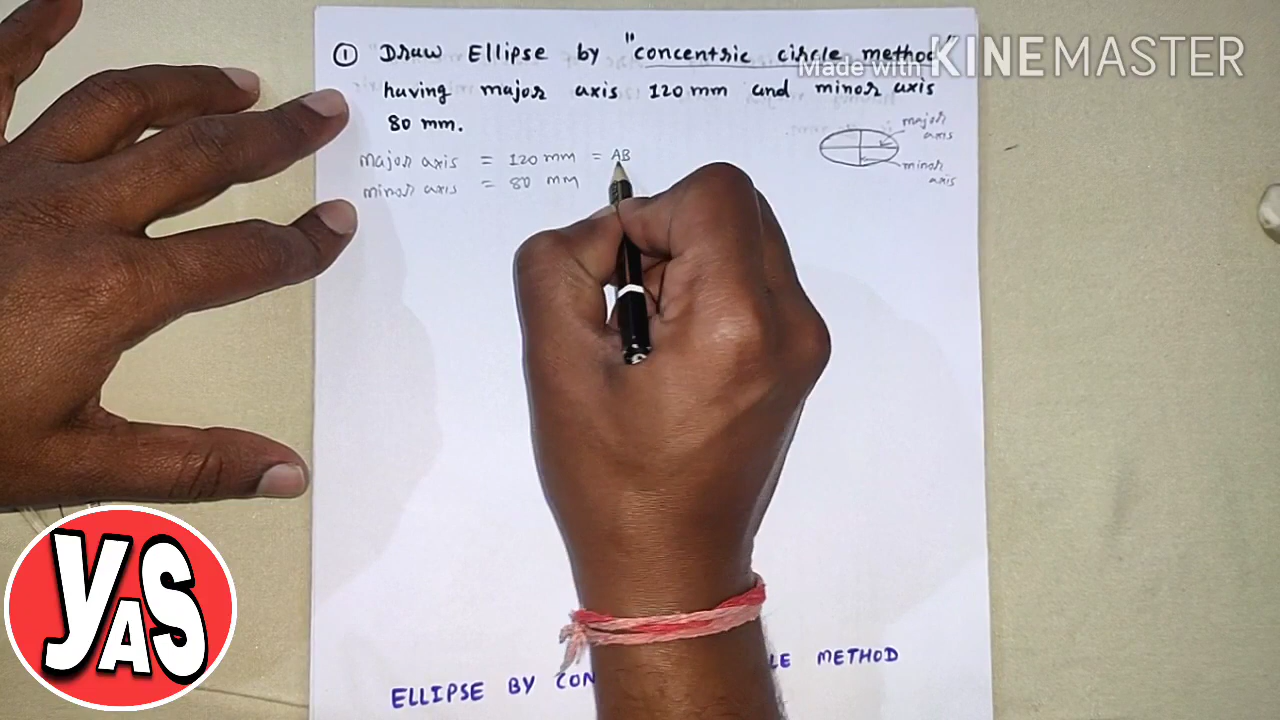 ① Draw Ellipse by "concentric circle method"
Made with KINEMASTER
having major axis 120 mm and minor axis
80 mm.
major axis
minor axis
major axis = 120 mm = AB
minor axis = 80 mm
YAS
ELLIPSE BY CON LE METHOD